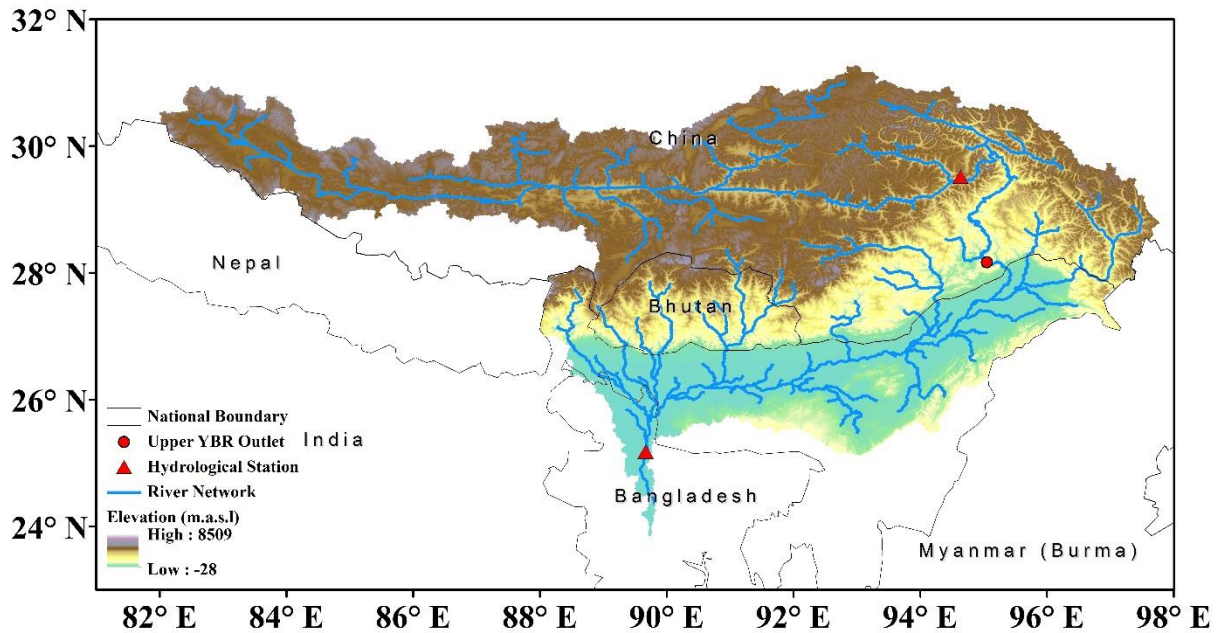 32° N
30° N
28° N
26° N
24° N
China
Nepal
Bhutan
National Boundary
Upper YBR Outlet
India
Hydrological Station
River Network
Bangladesh
Elevation (m.a.s.l)
High : 8509
Low : -28
Myanmar (Burma)
82° E 84° E 86° E 88° E 90° E 92° E 94° E 96° E 98° E